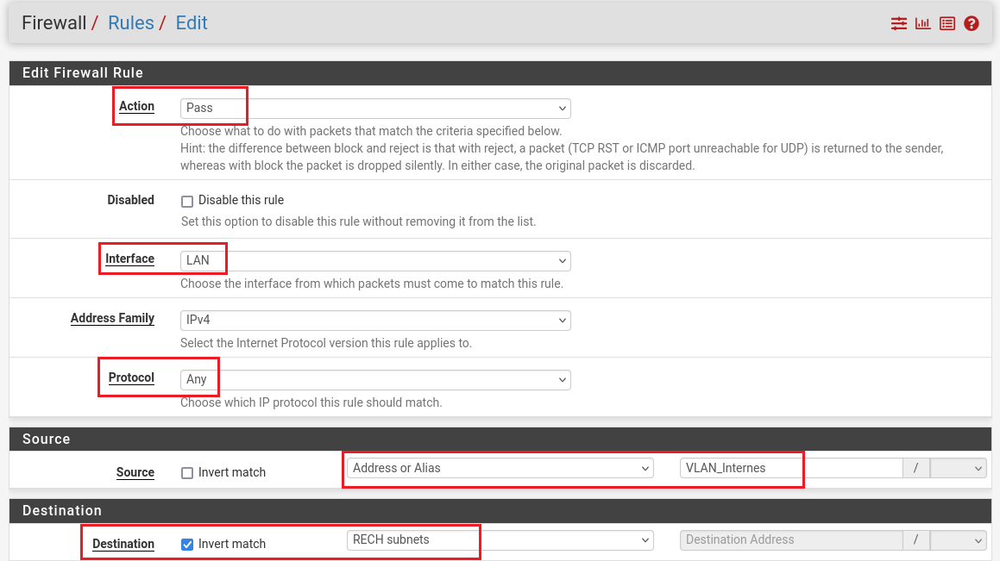 Firewall / Rules / Edit
Edit Firewall Rule
Action Pass
Choose what to do with packets that match the criteria specified below.
Hint: the difference between block and reject is that with reject, a packet (TCP RST or ICMP port unreachable for UDP) is returned to the sender,
whereas with block the packet is dropped silently. In either case, the original packet is discarded.
Disabled Disable this rule
Set this option to disable this rule without removing it from the list.
Interface LAN
Choose the interface from which packets must come to match this rule.
Address Family IPv4
Select the Internet Protocol version this rule applies to.
Protocol Any
Choose which IP protocol this rule should match.
Source
Source Invert match Address or Alias VLAN_Internes /
Destination
Destination Invert match RECH subnets Destination Address /